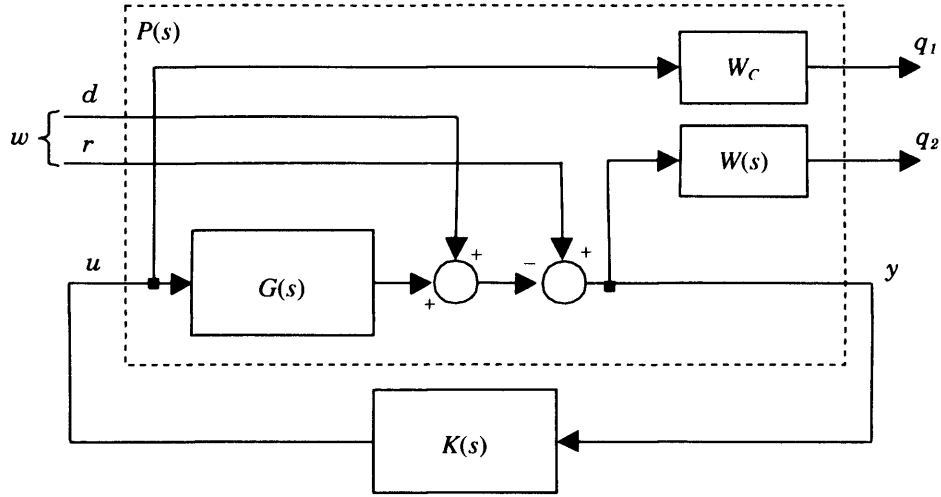 P(s)
W_C
q_1
d
w {
r
W(s)
q_2
u
G(s)
+
+
−
+
y
K(s)